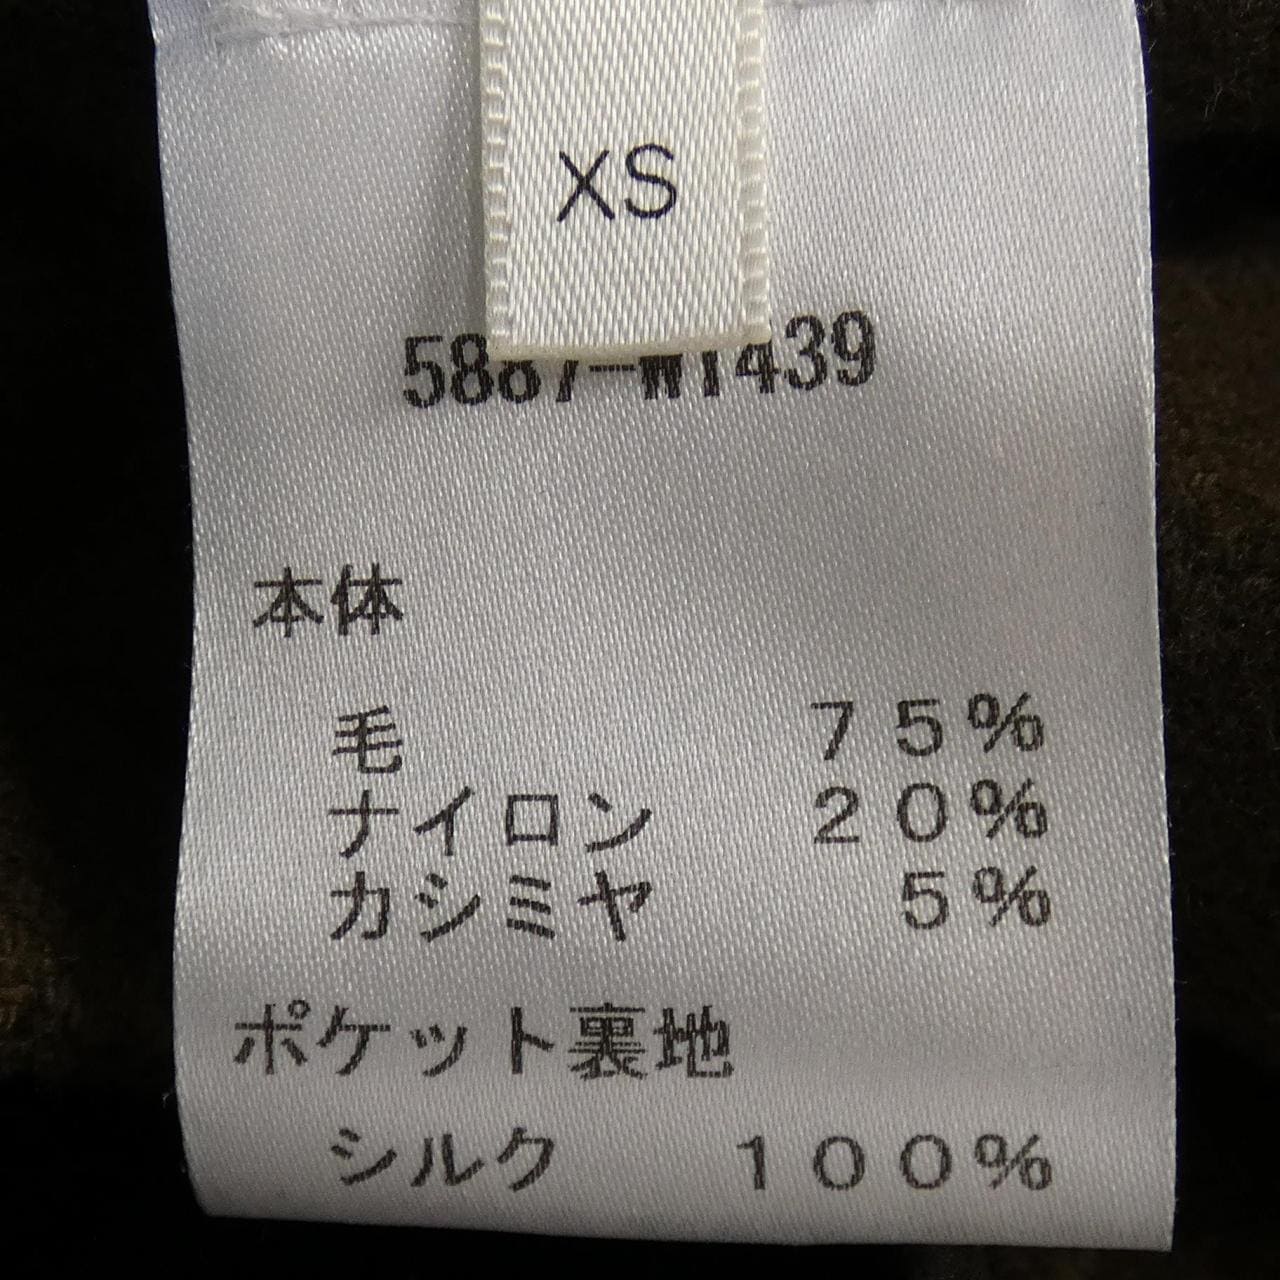 XS
5887-W1439
本体
毛 75%
ナイロン 20%
カシミヤ 5%
ポケット裏地
シルク 100%